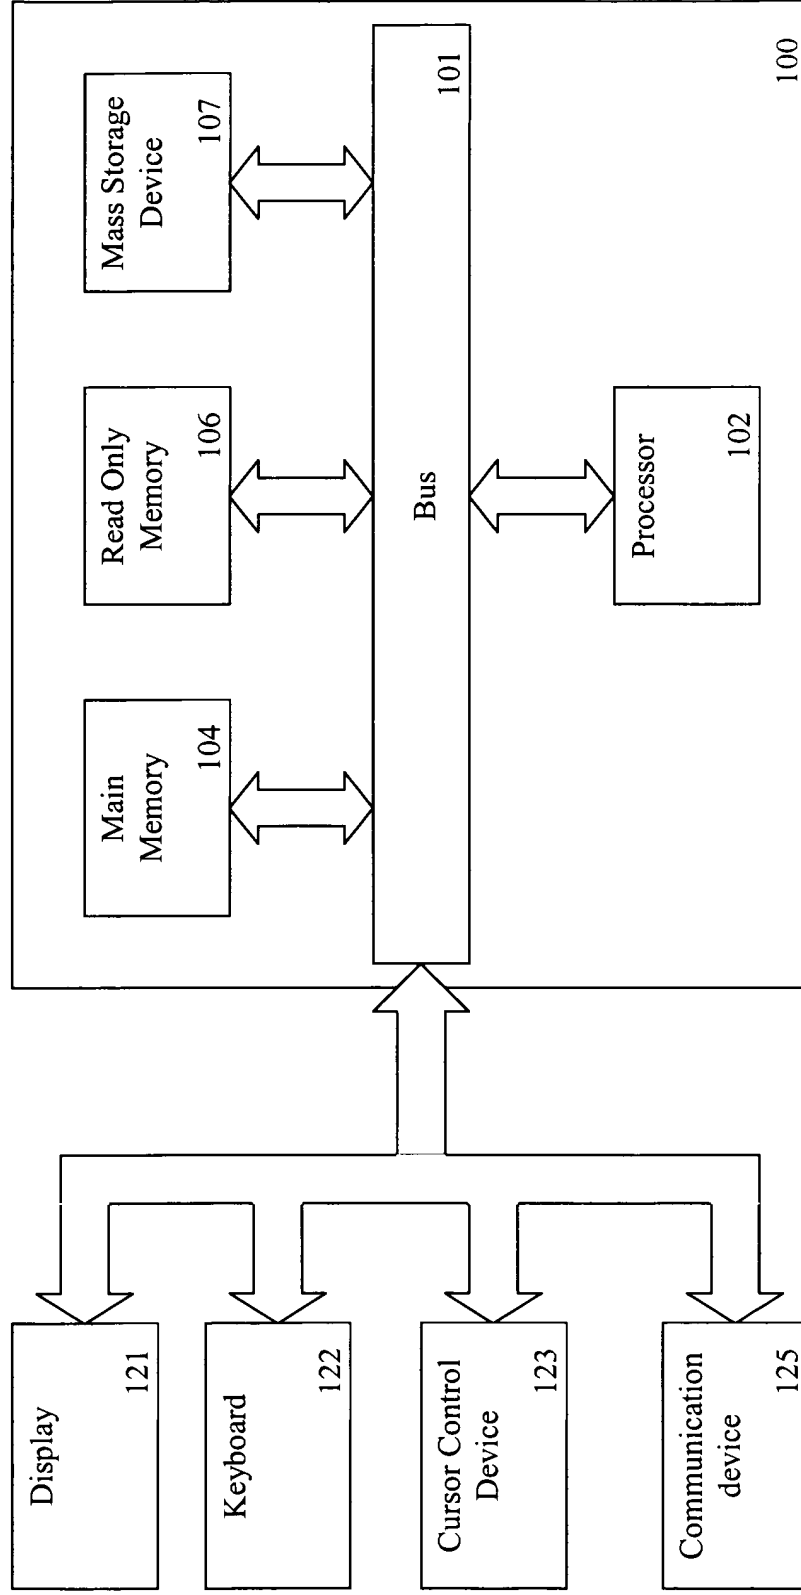 Display
121
Keyboard
122
Cursor Control
Device
123
Communication
device
125
Main
Memory
104
Read Only
Memory
106
Mass Storage
Device
107
Bus
101
Processor
102
100